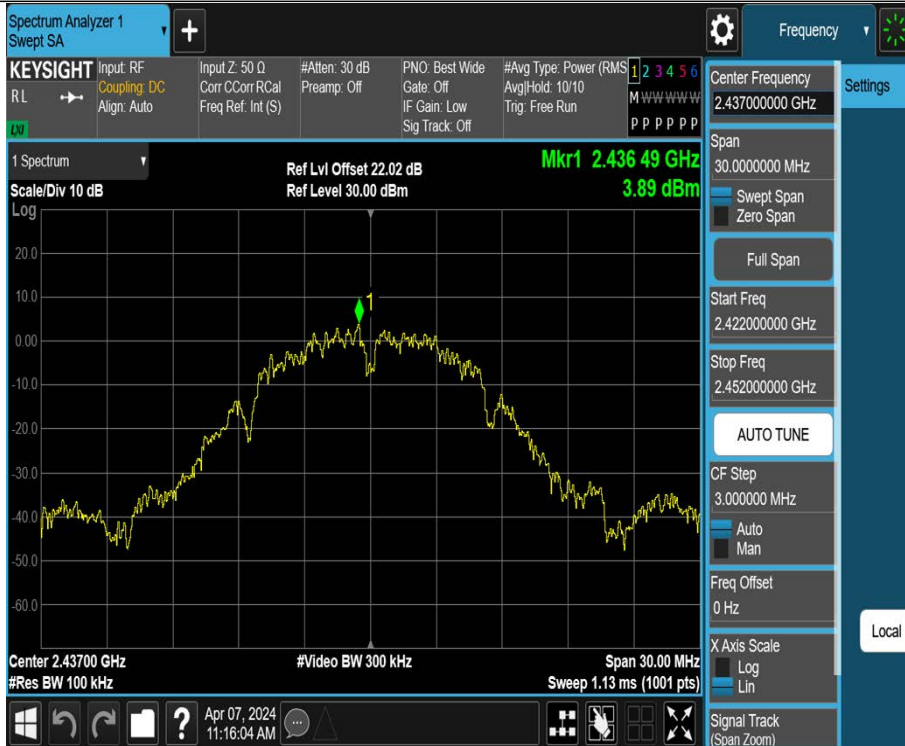 Spectrum Analyzer 1
Swept SA
Frequency
KEYSIGHT
RL
LXI
Input: RF
Coupling: DC
Align: Auto
Input Z: 50 Ω
Corr CCorr RCal
Freq Ref: Int (S)
#Atten: 30 dB
Preamp: Off
PNO: Best Wide
Gate: Off
IF Gain: Low
Sig Track: Off
#Avg Type: Power (RMS
Avg|Hold: 10/10
Trig: Free Run
1 2 3 4 5 6
M W W W W W
P P P P P P
1 Spectrum
Scale/Div 10 dB
Log
Ref Lvl Offset 22.02 dB
Ref Level 30.00 dBm
Mkr1 2.436 49 GHz
3.89 dBm
1
20.0
10.0
0.00
-10.0
-20.0
-30.0
-40.0
-50.0
-60.0
Center 2.43700 GHz
#Res BW 100 kHz
#Video BW 300 kHz
Span 30.00 MHz
Sweep 1.13 ms (1001 pts)
Apr 07, 2024
11:16:04 AM
Center Frequency
2.437000000 GHz
Span
30.0000000 MHz
Swept Span
Zero Span
Full Span
Start Freq
2.422000000 GHz
Stop Freq
2.452000000 GHz
AUTO TUNE
CF Step
3.000000 MHz
Auto
Man
Freq Offset
0 Hz
X Axis Scale
Log
Lin
Signal Track
(Span Zoom)
Settings
Local